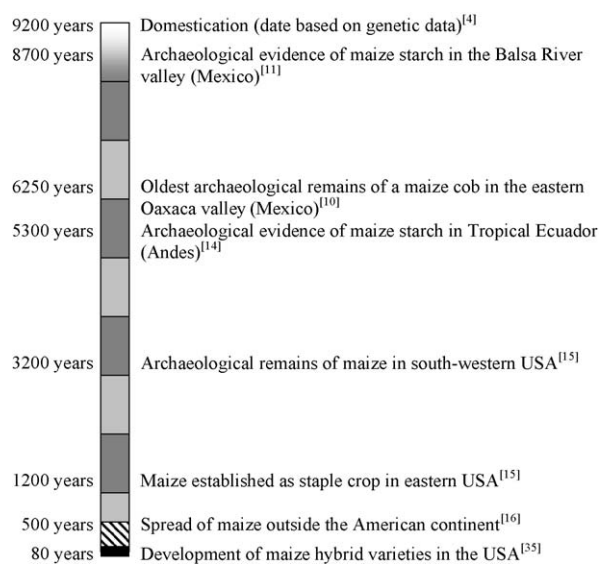 9200 years Domestication (date based on genetic data)[4]
8700 years Archaeological evidence of maize starch in the Balsa River
valley (Mexico)[11]
6250 years Oldest archaeological remains of a maize cob in the eastern
Oaxaca valley (Mexico)[10]
5300 years Archaeological evidence of maize starch in Tropical Ecuador
(Andes)[14]
3200 years Archaeological remains of maize in south-western USA[15]
1200 years Maize established as staple crop in eastern USA[15]
500 years Spread of maize outside the American continent[16]
80 years Development of maize hybrid varieties in the USA[35]